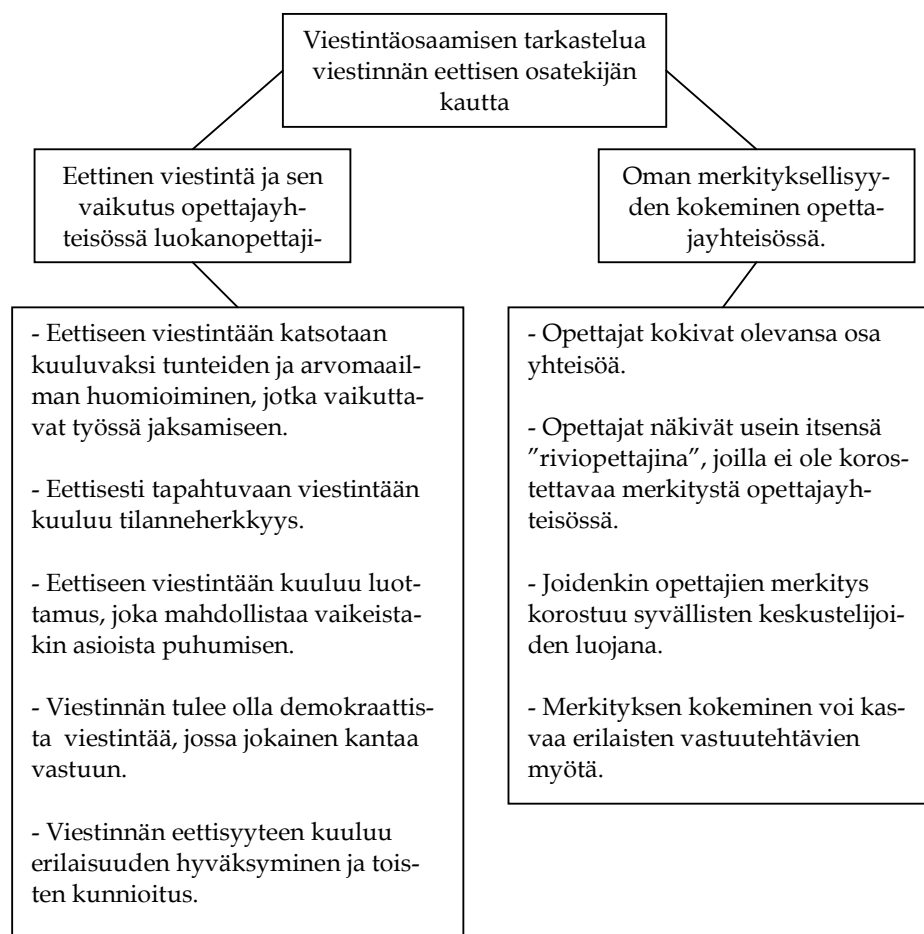 Viestintäosaamisen tarkastelua
viestinnän eettisen osatekijän
kautta
Eettinen viestintä ja sen
vaikutus opettajayh-
teisössä luokanopettaji-
Oman merkityksellisyy-
den kokeminen opetta-
jayhteisössä.
- Eettiseen viestintään katsotaan
kuuluvaksi tunteiden ja arvomaail-
man huomioiminen, jotka vaikutta-
vat työssä jaksamiseen.
- Eettisesti tapahtuvaan viestintään
kuuluu tilanneherkkyys.
- Eettiseen viestintään kuuluu luot-
tamus, joka mahdollistaa vaikeista-
kin asioista puhumisen.
- Viestinnän tulee olla demokraattis-
ta viestintää, jossa jokainen kantaa
vastuun.
- Viestinnän eettisyyteen kuuluu
erilaisuuden hyväksyminen ja tois-
ten kunnioitus.
- Opettajat kokivat olevansa osa
yhteisöä.
- Opettajat näkivät usein itsensä
”riviopettajina”, joilla ei ole koros-
tettavaa merkitystä opettajayh-
teisössä.
- Joidenkin opettajien merkitys
korostuu syvällisten keskustelijoi-
den luojana.
- Merkityksen kokeminen voi kas-
vaa erilaisten vastuutehtävien
myötä.